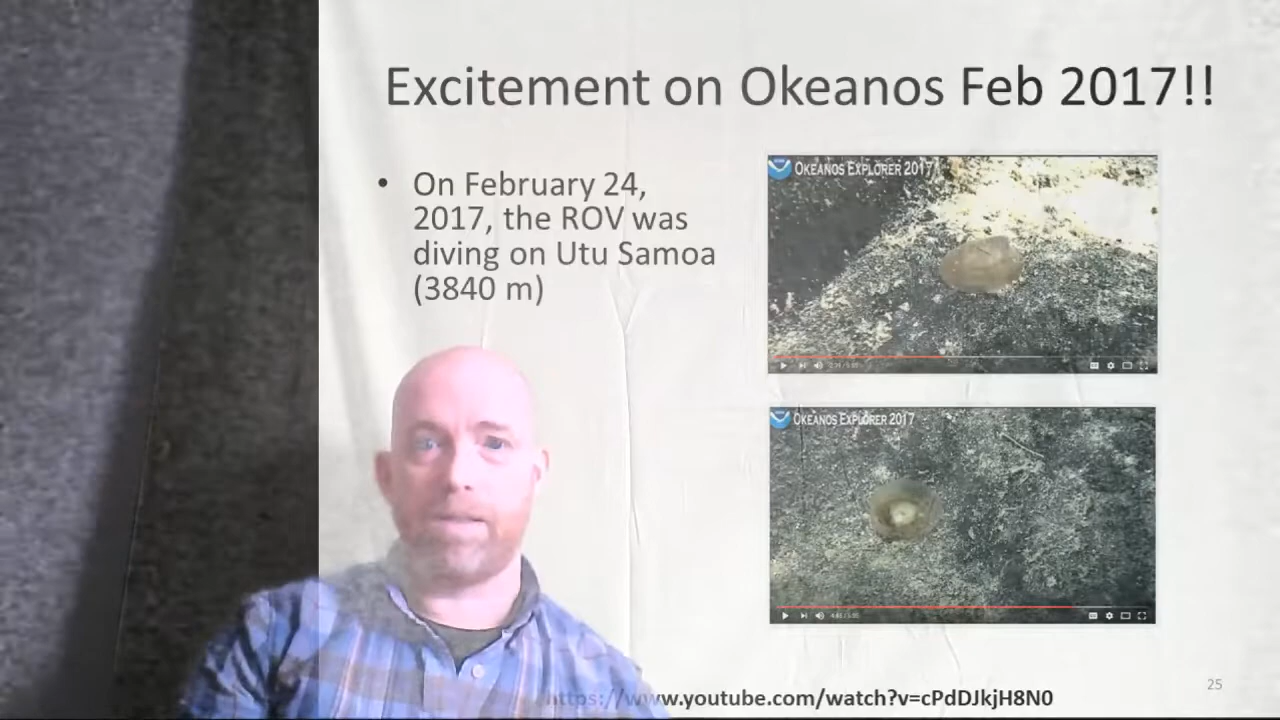 Excitement on Okeanos Feb 2017!!
• On February 24,
2017, the ROV was
diving on Utu Samoa
(3840 m)
OKEANOS EXPLORER 2017
OKEANOS EXPLORER 2017
https://www.youtube.com/watch?v=cPdDJkjH8N0
25